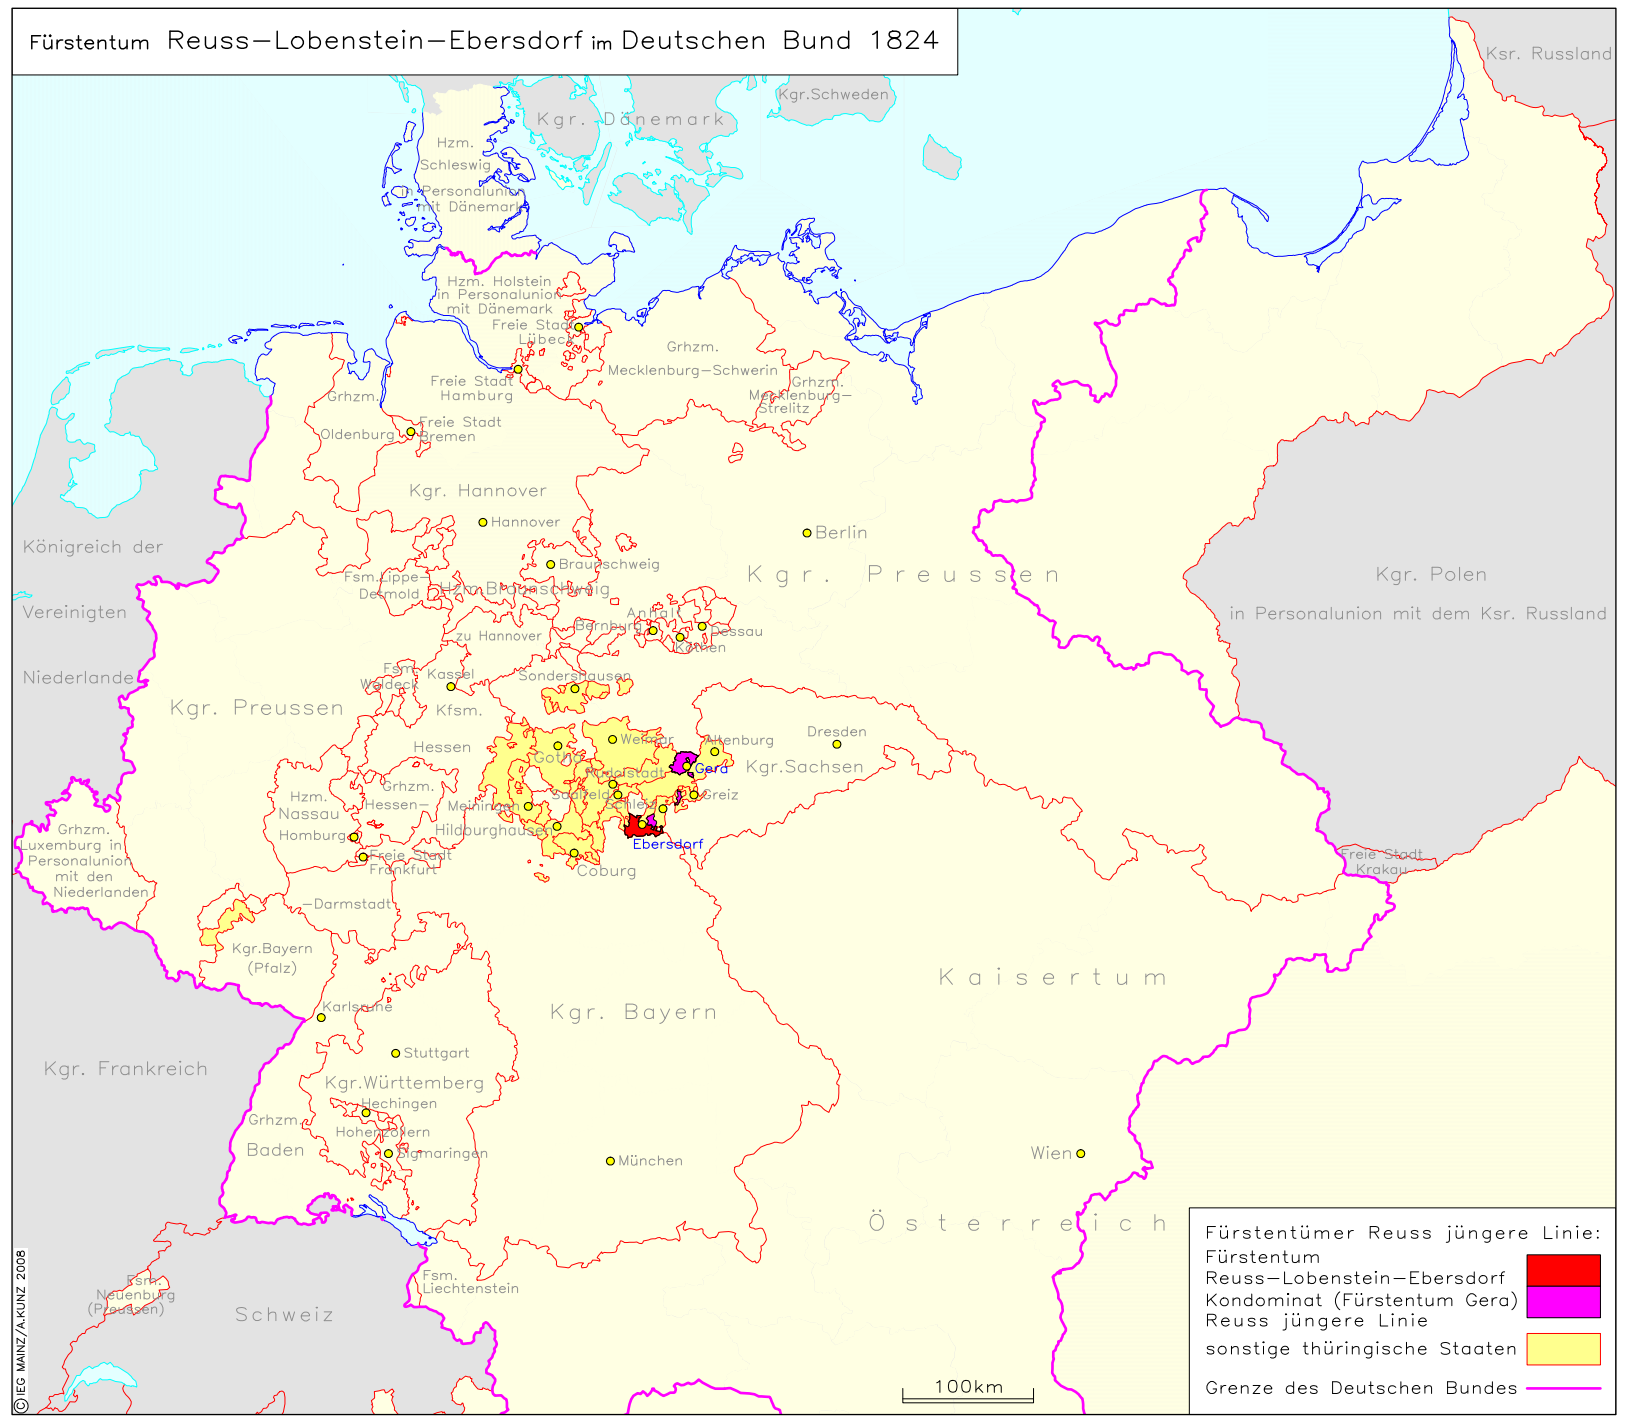 Fürstentum Reuss-Lobenstein-Ebersdorf im Deutschen Bund 1824
Ksr. Russland
Kgr.Schweden
Kgr. Dänemark
Hzm.
Schleswig
in Personalunion
mit Dänemark
Hzm. Holstein
in Personalunion
mit Dänemark
Freie Stadt
Lübeck
Grhzm.
Mecklenburg-Schwerin
Grhzm.
Mecklenburg-
Strelitz
Freie Stadt
Hamburg
Grhzm.
Oldenburg
Freie Stadt
Bremen
Kgr. Hannover
Hannover
Berlin
Königreich der
Vereinigten
Niederlande
Braunschweig
Kgr. Preussen
Kgr. Polen
in Personalunion mit dem Ksr. Russland
Fsm.Lippe-
Detmold
Hzm.Braunschweig
Anhalt
Bernburg
Dessau
Köthen
zu Hannover
Fsm.
Waldeck
Kassel
Sondershausen
Kgr. Preussen
Kfsm.
Hessen
Weimar
Altenburg
Dresden
Gotha
Gera
Kgr.Sachsen
Rudolstadt
Saalfeld
Schleiz
Greiz
Grhzm.
Hessen-
Hzm.
Nassau
Meiningen
Homburg
Hildburghausen
Ebersdorf
Grhzm.
Luxemburg in
Personalunion
mit den
Niederlanden
Freie Stadt
Frankfurt
Coburg
Freie Stadt
Krakau
-Darmstadt
Kgr.Bayern
(Pfalz)
Kaisertum
Karlsruhe
Kgr. Bayern
Stuttgart
Kgr. Frankreich
Kgr.Württemberg
Hechingen
Grhzm.
Baden
Hohenzollern
Sigmaringen
München
Wien
Österreich
Fsm.
Liechtenstein
Fsm.
Neuenburg
(Preussen)
Schweiz
Fürstentümer Reuss jüngere Linie:
Fürstentum
Reuss-Lobenstein-Ebersdorf
Kondominat (Fürstentum Gera)
Reuss jüngere Linie
sonstige thüringische Staaten
Grenze des Deutschen Bundes
100km
©IEG MAINZ/A.KUNZ 2008